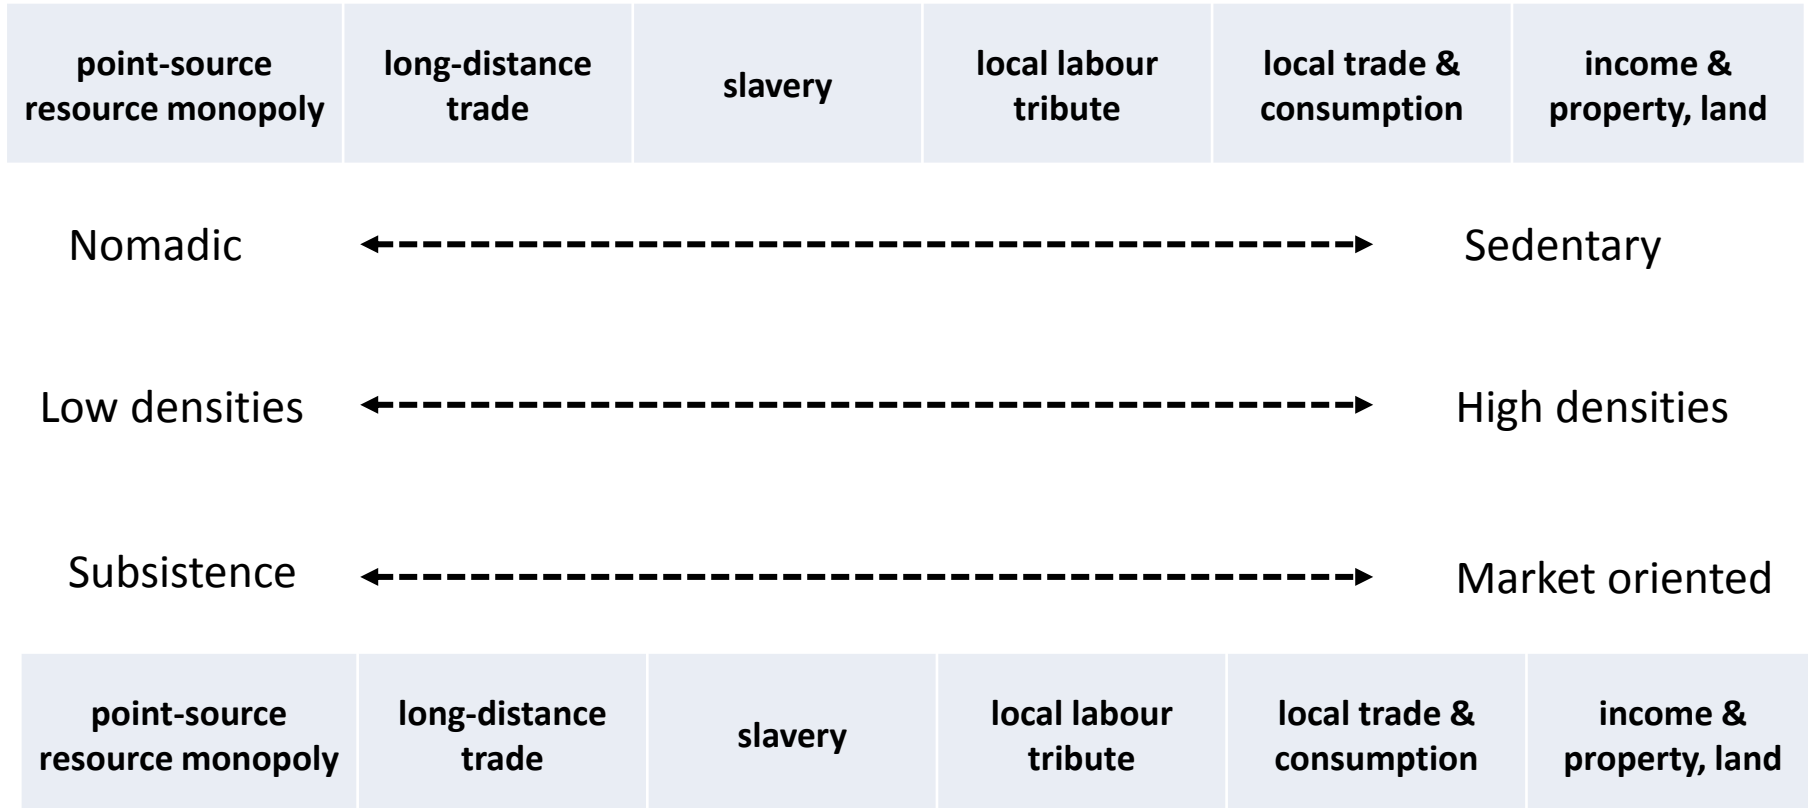 point-source
resource monopoly
long-distance
trade
slavery
local labour
tribute
local trade &
consumption
income &
property, land
Nomadic
Sedentary
Low densities
High densities
Subsistence
Market oriented
point-source
resource monopoly
long-distance
trade
slavery
local labour
tribute
local trade &
consumption
income &
property, land